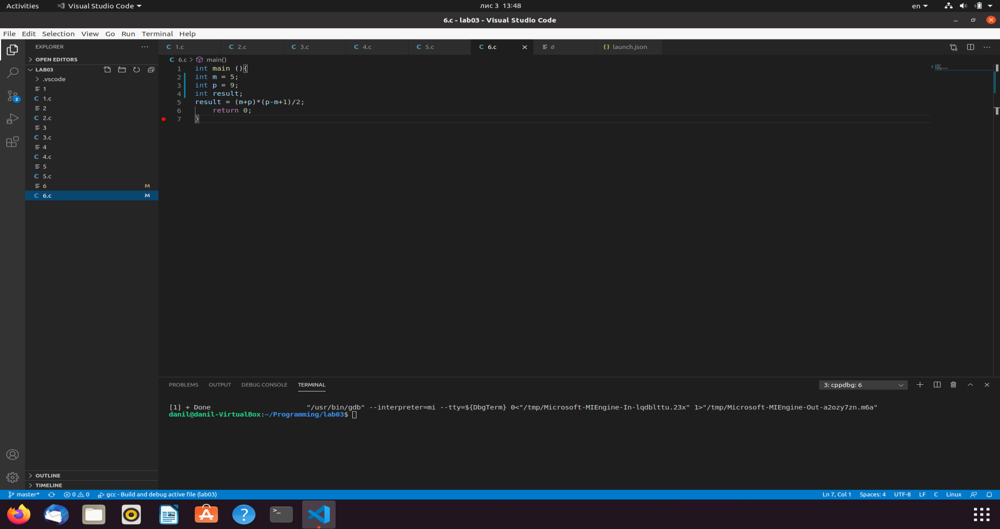 Activities Visual Studio Code лис 3 13:48 en
6.c - lab03 - Visual Studio Code
File Edit Selection View Go Run Terminal Help
EXPLORER ...
C 1.c C 2.c C 3.c C 4.c C 5.c C 6.c 6 {} launch.json
C 6.c > main()
OPEN EDITORS
LAB03
.vscode
1
C 1.c
2
C 2.c
3
C 3.c
4
C 4.c
5
C 5.c
6 M
C 6.c M
2
1 int main (){
2 int m = 5;
3 int p = 9;
4 int result;
5 result = (m+p)*(p-m+1)/2;
6 return 0;
7 }
PROBLEMS OUTPUT DEBUG CONSOLE TERMINAL 3: cppdbg: 6
[1] + Done "/usr/bin/gdb" --interpreter=mi --tty=${DbgTerm} 0<"/tmp/Microsoft-MIEngine-In-lqdblttu.23x" 1>"/tmp/Microsoft-MIEngine-Out-a2ozy7zn.m6a"
danil@danil-VirtualBox:~/Programming/lab03$
OUTLINE
TIMELINE
master* 0 0 gcc - Build and debug active file (lab03) Ln 7, Col 1 Spaces: 4 UTF-8 LF C Linux